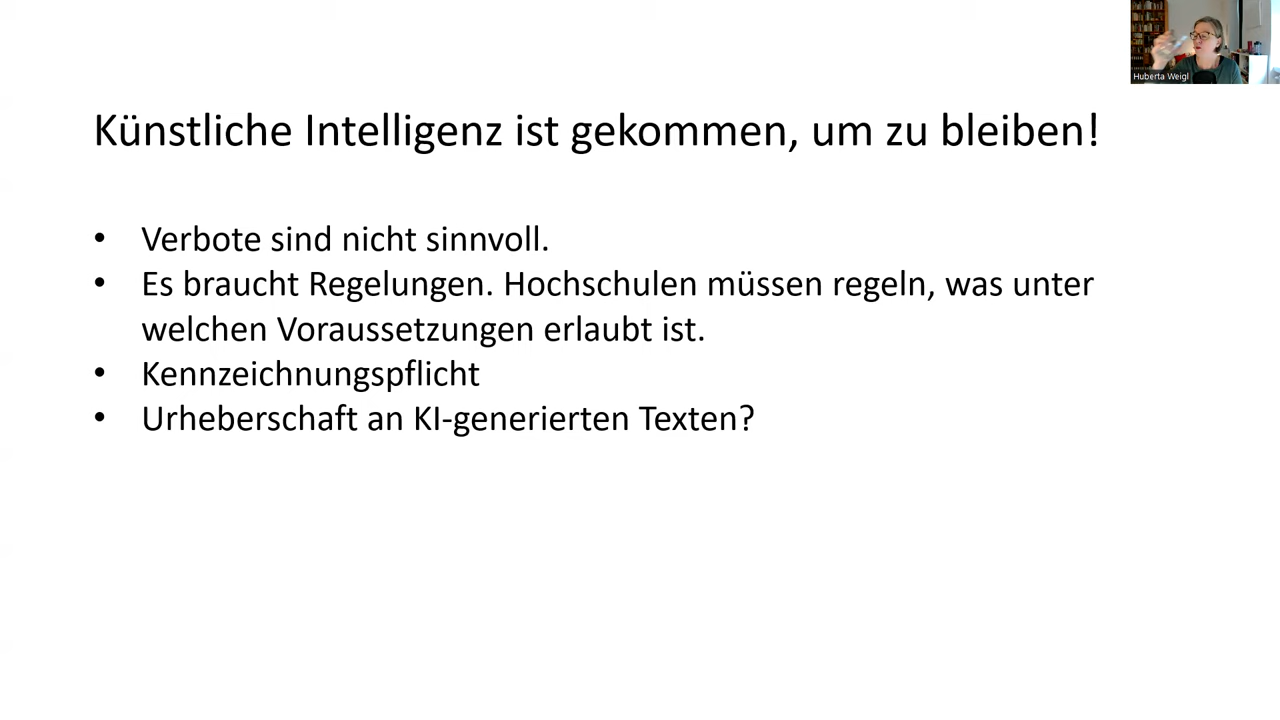 Huberta Weigl
Künstliche Intelligenz ist gekommen, um zu bleiben!
• Verbote sind nicht sinnvoll.
• Es braucht Regelungen. Hochschulen müssen regeln, was unter
welchen Voraussetzungen erlaubt ist.
• Kennzeichnungspflicht
• Urheberschaft an KI-generierten Texten?